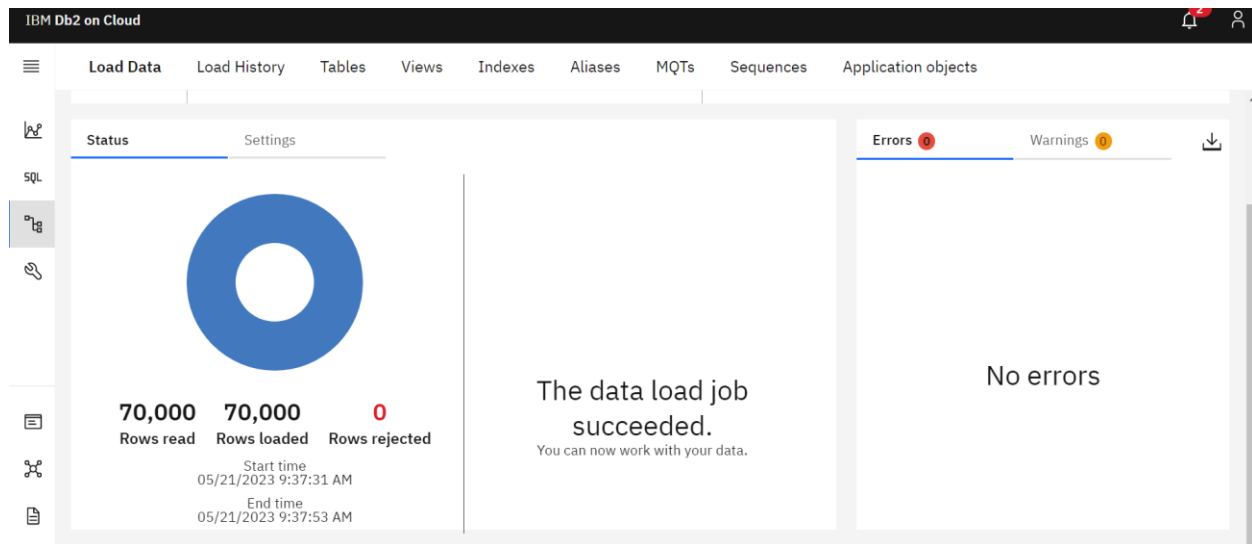 IBM Db2 on Cloud
2
Load Data Load History Tables Views Indexes Aliases MQTs Sequences Application objects
Status Settings
Errors 0 Warnings 0
SQL
70,000 70,000 0
Rows read Rows loaded Rows rejected
Start time
05/21/2023 9:37:31 AM
End time
05/21/2023 9:37:53 AM
The data load job
succeeded.
You can now work with your data.
No errors